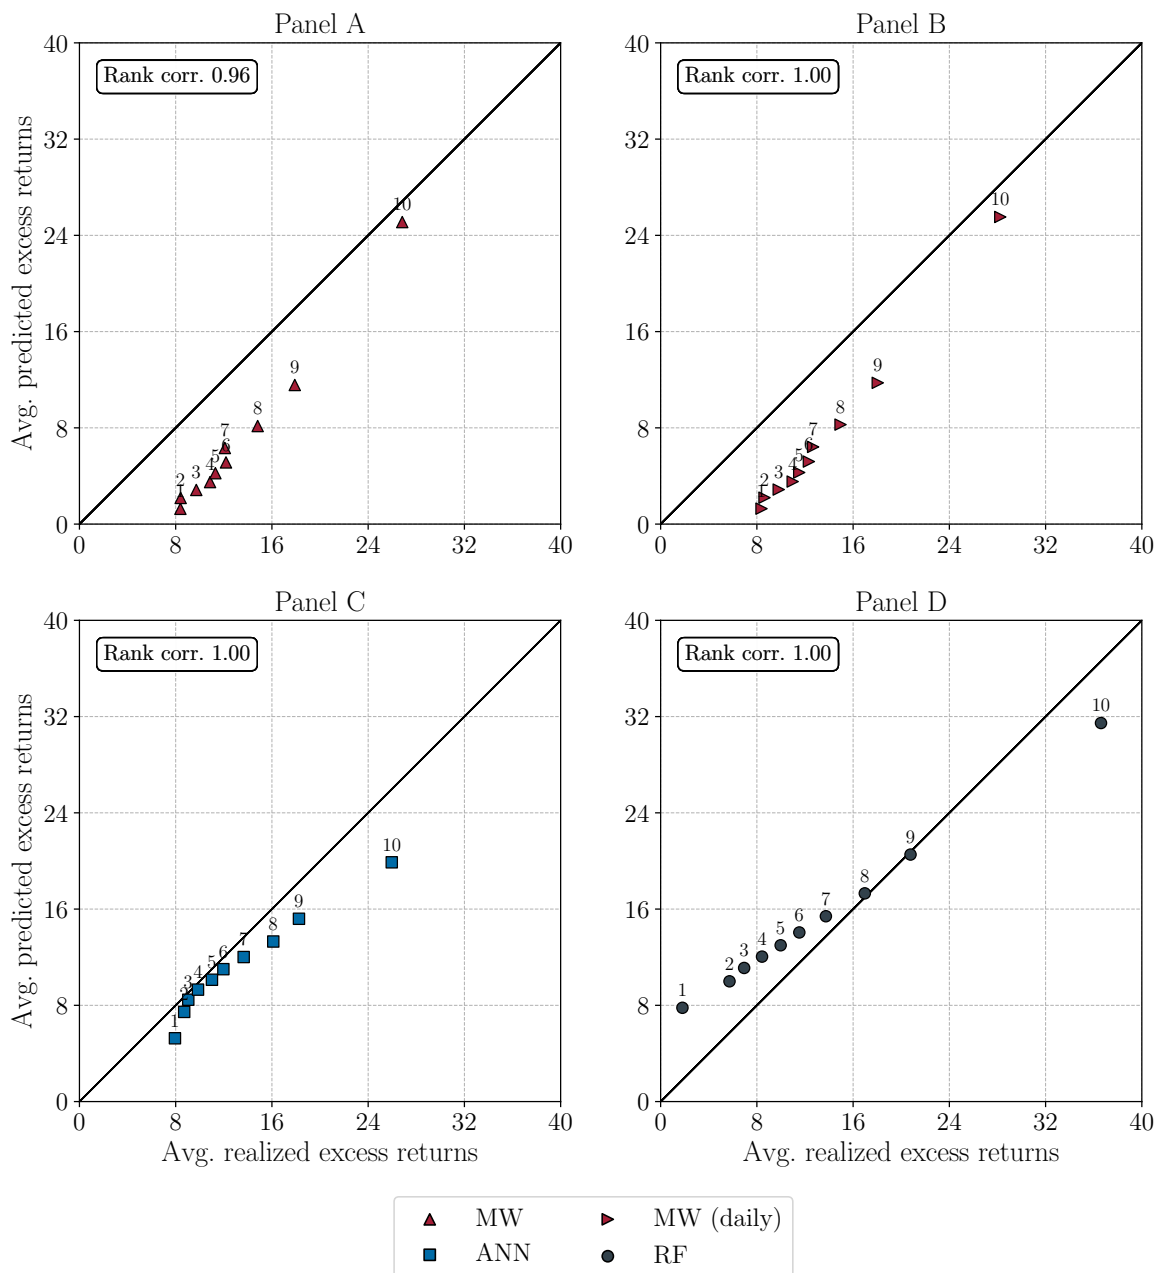 Panel A
Panel B
Rank corr. 0.96
Rank corr. 1.00
Avg. predicted excess returns
40
32
24
16
8
0
0 8 16 24 32 40
1 2 3 4 5 6 7 8 9 10
40
32
24
16
8
0
0 8 16 24 32 40
1 2 3 4 5 6 7 8 9 10
Panel C
Panel D
Rank corr. 1.00
Rank corr. 1.00
Avg. predicted excess returns
40
32
24
16
8
0
0 8 16 24 32 40
1 2 3 4 5 6 7 8 9 10
40
32
24
16
8
0
0 8 16 24 32 40
1 2 3 4 5 6 7 8 9 10
Avg. realized excess returns
Avg. realized excess returns
MW
MW (daily)
ANN
RF